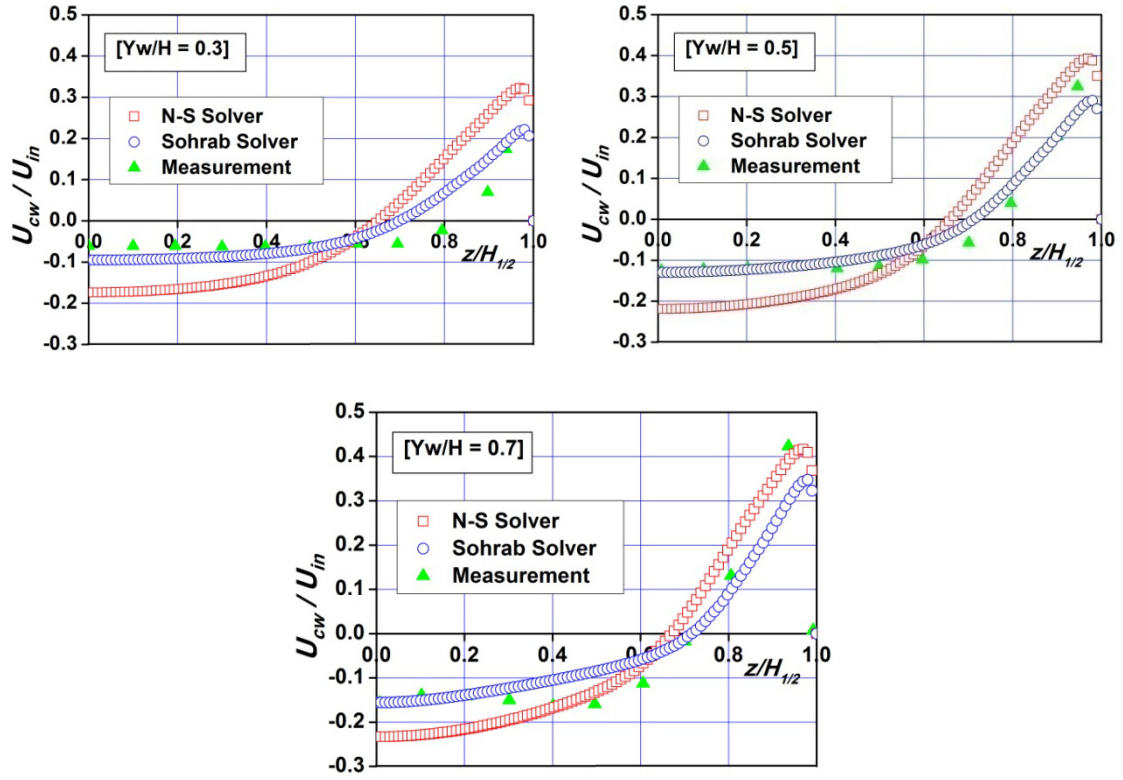 0.5
[Yw/H = 0.3]
0.4
0.3
N-S Solver
Sohrab Solver
Measurement
0.2
0.1
U_cw / U_in
0.0
0.0 0.2 0.4 0.6 0.8 1.0
z/H_1/2
-0.1
-0.2
-0.3
0.5
[Yw/H = 0.5]
0.4
0.3
N-S Solver
Sohrab Solver
Measurement
0.2
0.1
U_cw / U_in
0.0
0.0 0.2 0.4 0.6 0.8 1.0
z/H_1/2
-0.1
-0.2
-0.3
0.5
[Yw/H = 0.7]
0.4
0.3
N-S Solver
Sohrab Solver
Measurement
0.2
0.1
U_cw / U_in
0.0
0.0 0.2 0.4 0.6 0.8 1.0
z/H_1/2
-0.1
-0.2
-0.3